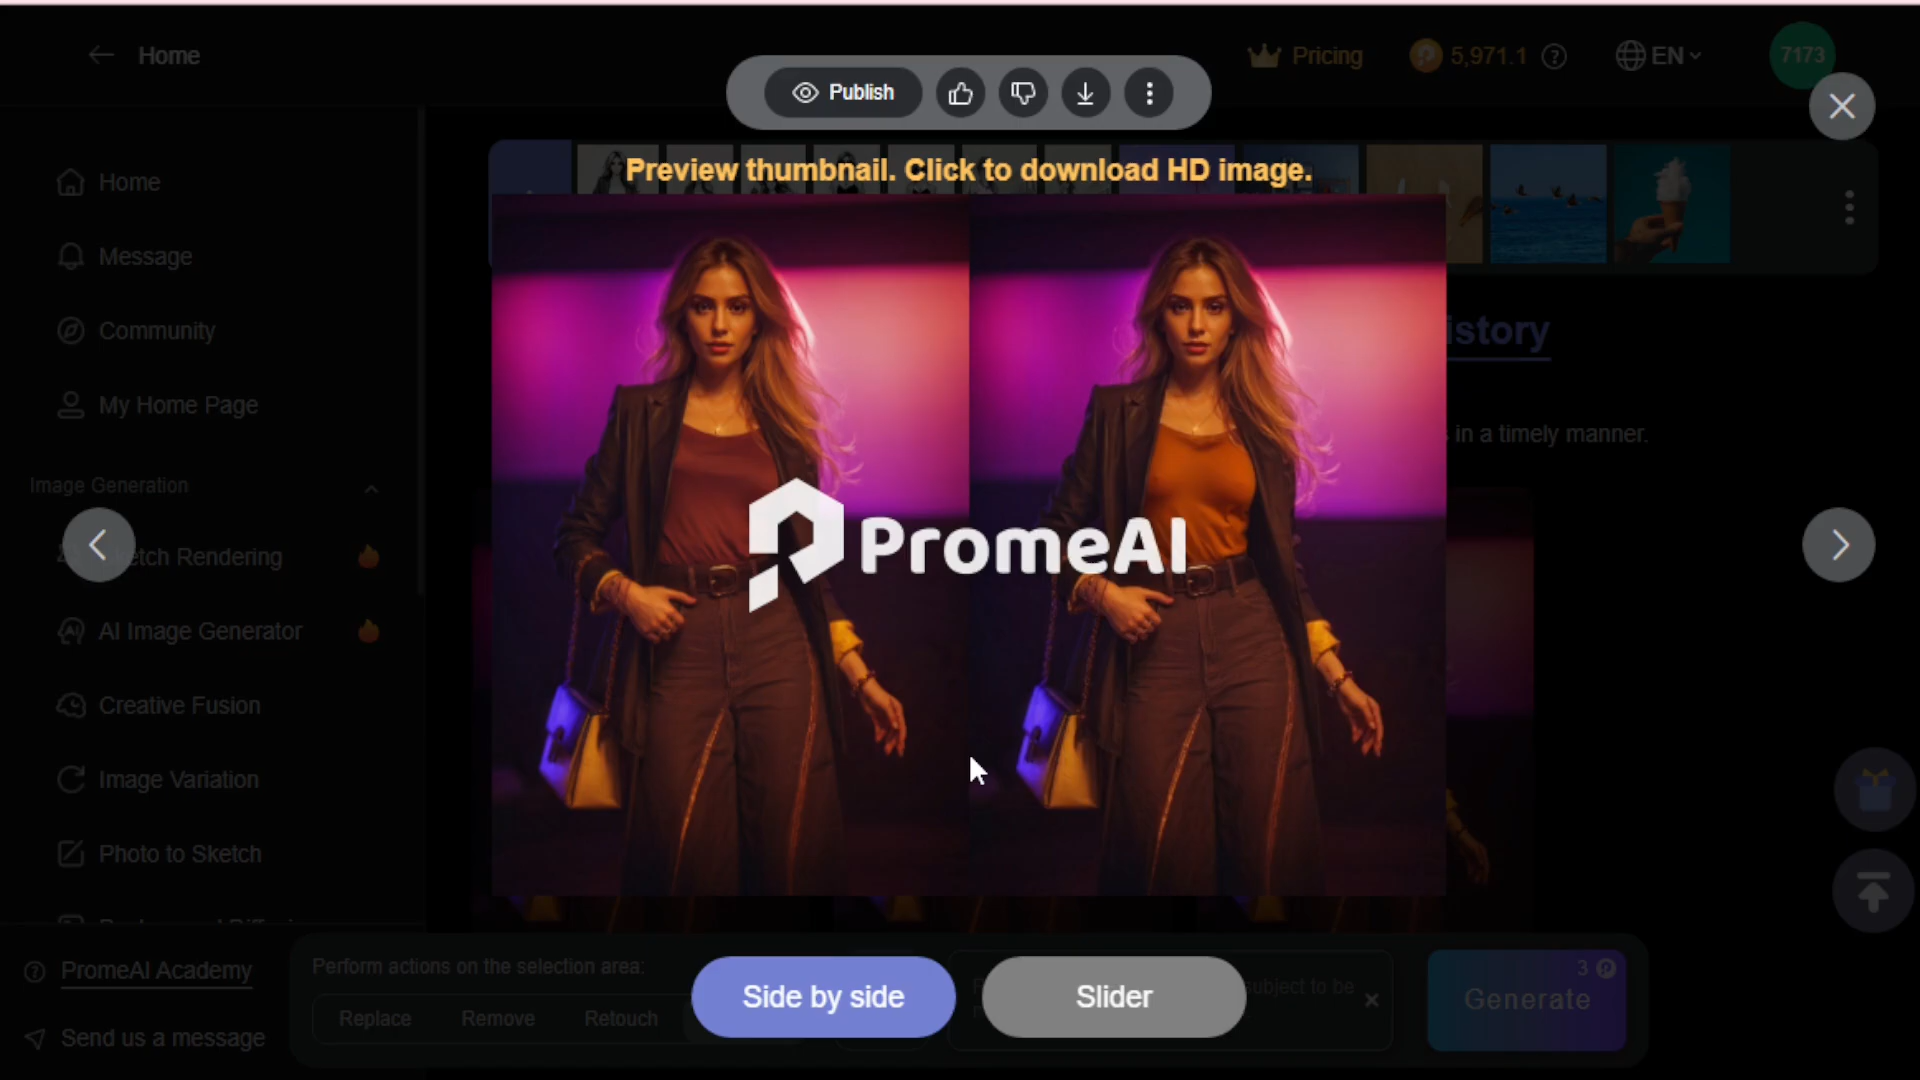 Home
Pricing
5,971.1
EN
7173
Publish
Preview thumbnail. Click to download HD image.
Home
Message
Community
My Home Page
istory
in a timely manner.
Image Generation
etch Rendering
AI Image Generator
Creative Fusion
Image Variation
Photo to Sketch
PromeAI
PromeAI Academy
Send us a message
Perform actions on the selection area:
Replace
Remove
Retouch
Side by side
Slider
ubject to be
3
Generate